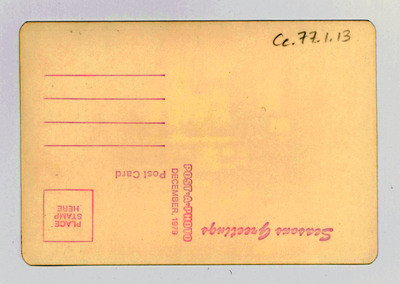 Cc.77.1.13
Seasons Greetings
POST-A-PHOTO
DECEMBER, 1979
Post Card
PLACE
STAMP
HERE